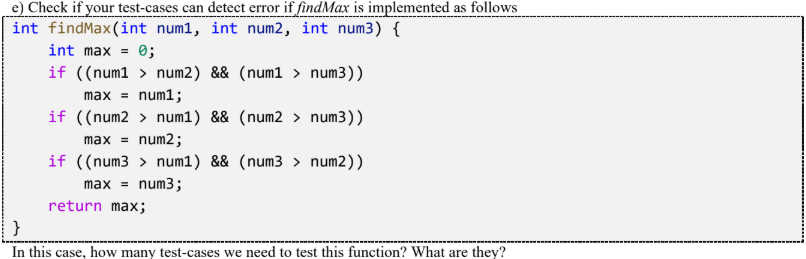 e) Check if your test-cases can detect error if findMax is implemented as follows
int findMax(int num1, int num2, int num3) {
    int max = 0;
    if ((num1 > num2) && (num1 > num3))
        max = num1;
    if ((num2 > num1) && (num2 > num3))
        max = num2;
    if ((num3 > num1) && (num3 > num2))
        max = num3;
    return max;
}
In this case, how many test-cases we need to test this function? What are they?